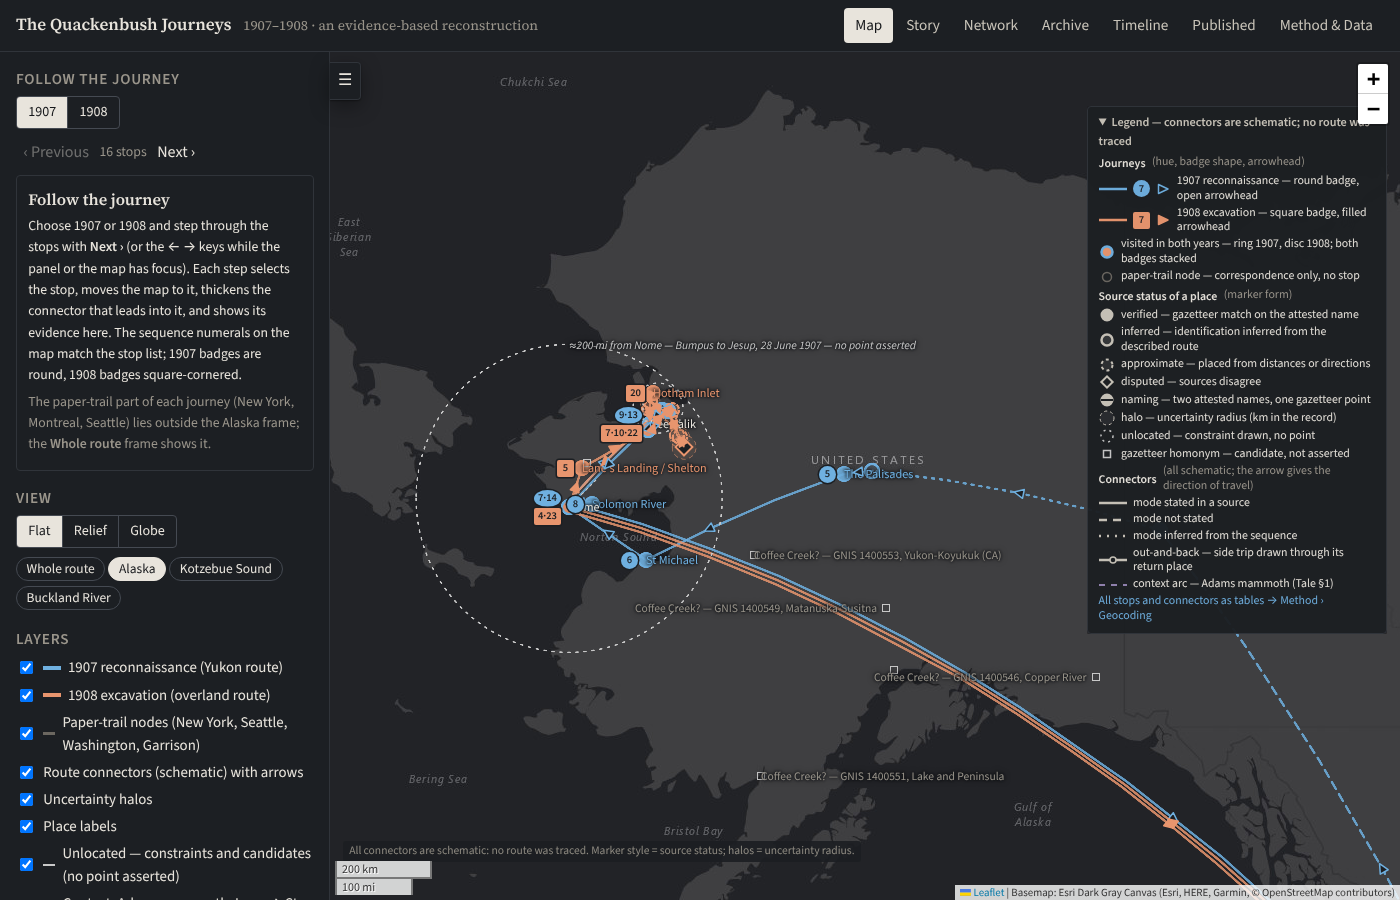 The Quackenbush Journeys 1907–1908 · an evidence-based reconstruction
Map Story Network Archive Timeline Published Method & Data
FOLLOW THE JOURNEY
1907 1908
‹ Previous 16 stops Next ›
Follow the journey
Choose 1907 or 1908 and step through the
stops with Next › (or the ← → keys while the
panel or the map has focus). Each step selects
the stop, moves the map to it, thickens the
connector that leads into it, and shows its
evidence here. The sequence numerals on the
map match the stop list; 1907 badges are
round, 1908 badges square-cornered.
The paper-trail part of each journey (New York,
Montreal, Seattle) lies outside the Alaska frame;
the Whole route frame shows it.
VIEW
Flat Relief Globe
Whole route Alaska Kotzebue Sound
Buckland River
LAYERS
1907 reconnaissance (Yukon route)
1908 excavation (overland route)
Paper-trail nodes (New York, Seattle,
Washington, Garrison)
Route connectors (schematic) with arrows
Uncertainty halos
Place labels
Unlocated — constraints and candidates
(no point asserted)
☰
Chukchi Sea
East
Siberian
Sea
≈200 mi from Nome — Bumpus to Jesup, 28 June 1907 — no point asserted
20 Hotham Inlet
9·13
7·10·22
5 Lane's Landing / Shelton
UNITED STATES
5 The Palisades
7·14
8 Solomon River
4·23
Norton Sound
6 St Michael
Coffee Creek? — GNIS 1400553, Yukon-Koyukuk (CA)
Coffee Creek? — GNIS 1400549, Matanuska-Susitna
Coffee Creek? — GNIS 1400546, Copper River
Coffee Creek? — GNIS 1400551, Lake and Peninsula
Bering Sea
Gulf of
Alaska
Bristol Bay
All connectors are schematic: no route was traced. Marker style = source status; halos = uncertainty radius.
200 km
100 mi
+
−
▼ Legend — connectors are schematic; no route was
traced
Journeys (hue, badge shape, arrowhead)
7 1907 reconnaissance — round badge,
open arrowhead
7 1908 excavation — square badge, filled
arrowhead
visited in both years — ring 1907, disc 1908; both
badges stacked
paper-trail node — correspondence only, no stop
Source status of a place (marker form)
verified — gazetteer match on the attested name
inferred — identification inferred from the
described route
approximate — placed from distances or directions
disputed — sources disagree
naming — two attested names, one gazetteer point
halo — uncertainty radius (km in the record)
unlocated — constraint drawn, no point
gazetteer homonym — candidate, not asserted
Connectors (all schematic; the arrow gives the
direction of travel)
mode stated in a source
mode not stated
mode inferred from the sequence
out-and-back — side trip drawn through its
return place
context arc — Adams mammoth (Tale §1)
All stops and connectors as tables → Method ›
Geocoding
Leaflet | Basemap: Esri Dark Gray Canvas (Esri, HERE, Garmin, © OpenStreetMap contributors)